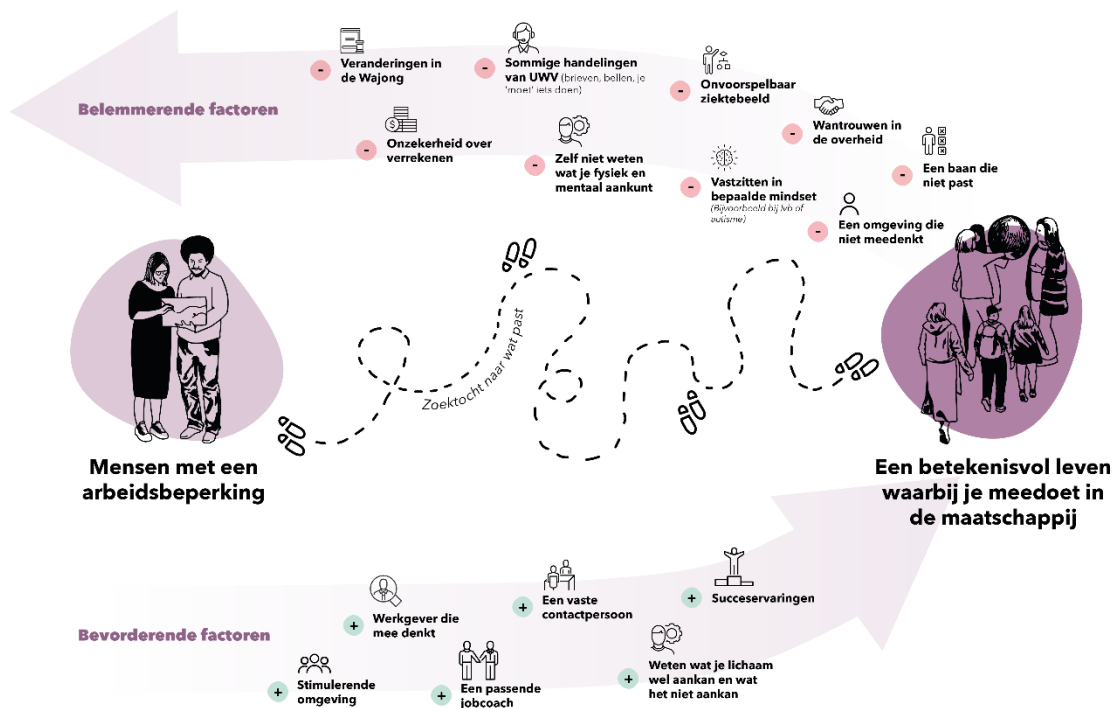 Belemmerende factoren
Veranderingen in
de Wajong
Sommige handelingen
van UWV (brieven, bellen, je
'moet' iets doen)
Onvoorspelbaar
ziektebeeld
Wantrouwen in
de overheid
Een baan die
niet past
Onzekerheid over
verrekenen
Zelf niet weten
wat je fysiek en
mentaal aankunt
Vastzitten in
bepaalde mindset
(Bijvoorbeeld bij lvb of
autisme)
Een omgeving die
niet meedenkt
Zoektocht naar wat past
Mensen met een
arbeidsbeperking
Een betekenisvol leven
waarbij je meedoet in
de maatschappij
Bevorderende factoren
Werkgever die
mee denkt
Een vaste
contactpersoon
Succeservaringen
Stimulerende
omgeving
Een passende
jobcoach
Weten wat je lichaam
wel aankan en wat
het niet aankan